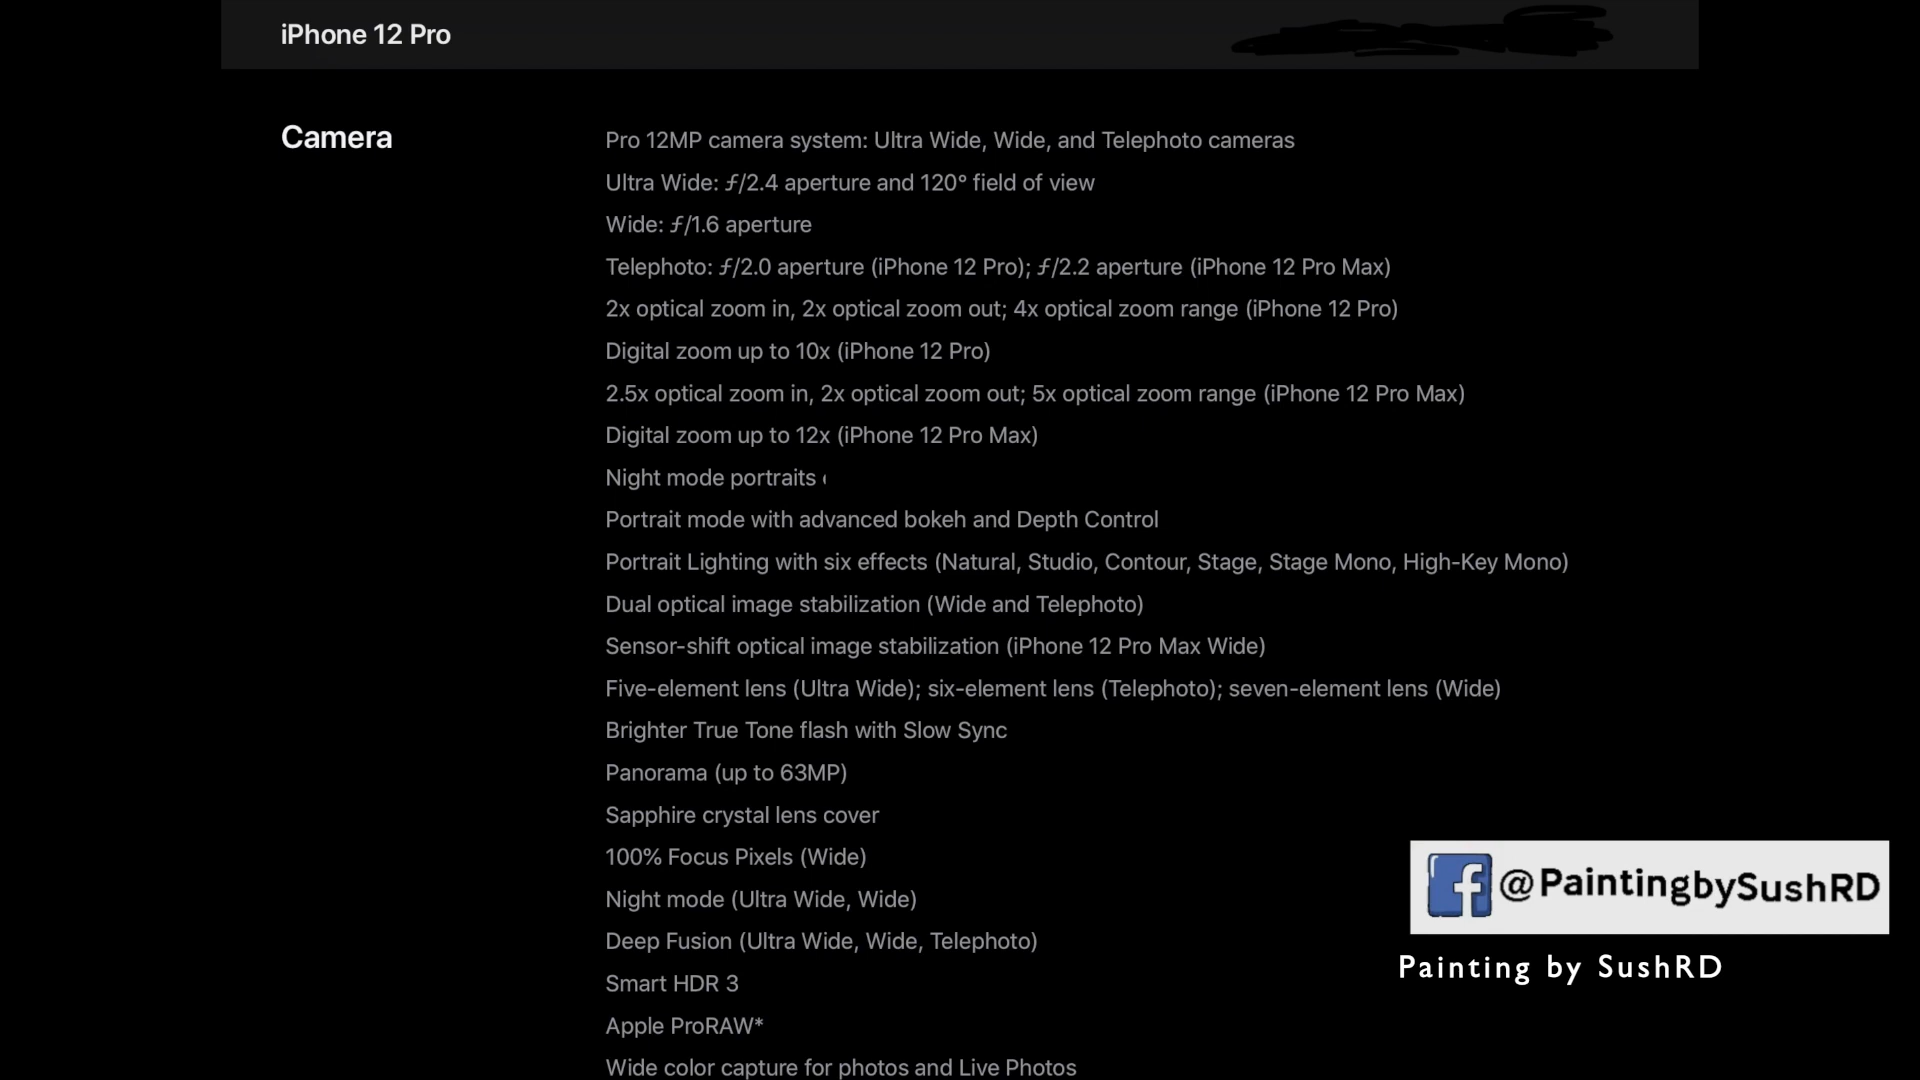 iPhone 12 Pro
Camera
Pro 12MP camera system: Ultra Wide, Wide, and Telephoto cameras
Ultra Wide: ƒ/2.4 aperture and 120° field of view
Wide: ƒ/1.6 aperture
Telephoto: ƒ/2.0 aperture (iPhone 12 Pro); ƒ/2.2 aperture (iPhone 12 Pro Max)
2x optical zoom in, 2x optical zoom out; 4x optical zoom range (iPhone 12 Pro)
Digital zoom up to 10x (iPhone 12 Pro)
2.5x optical zoom in, 2x optical zoom out; 5x optical zoom range (iPhone 12 Pro Max)
Digital zoom up to 12x (iPhone 12 Pro Max)
Night mode portraits
Portrait mode with advanced bokeh and Depth Control
Portrait Lighting with six effects (Natural, Studio, Contour, Stage, Stage Mono, High-Key Mono)
Dual optical image stabilization (Wide and Telephoto)
Sensor-shift optical image stabilization (iPhone 12 Pro Max Wide)
Five-element lens (Ultra Wide); six-element lens (Telephoto); seven-element lens (Wide)
Brighter True Tone flash with Slow Sync
Panorama (up to 63MP)
Sapphire crystal lens cover
100% Focus Pixels (Wide)
Night mode (Ultra Wide, Wide)
Deep Fusion (Ultra Wide, Wide, Telephoto)
Smart HDR 3
Apple ProRAW*
Wide color capture for photos and Live Photos
@PaintingbySushRD
Painting by SushRD